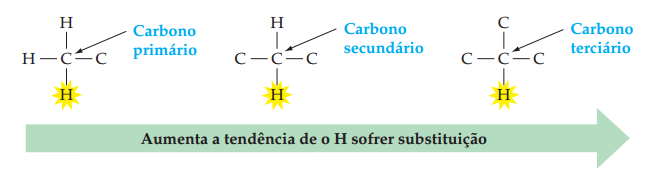 H
H — C — C
H
Carbono
primário
H
C — C — C
H
Carbono
secundário
C
C — C — C
H
Carbono
terciário
Aumenta a tendência de o H sofrer substituição